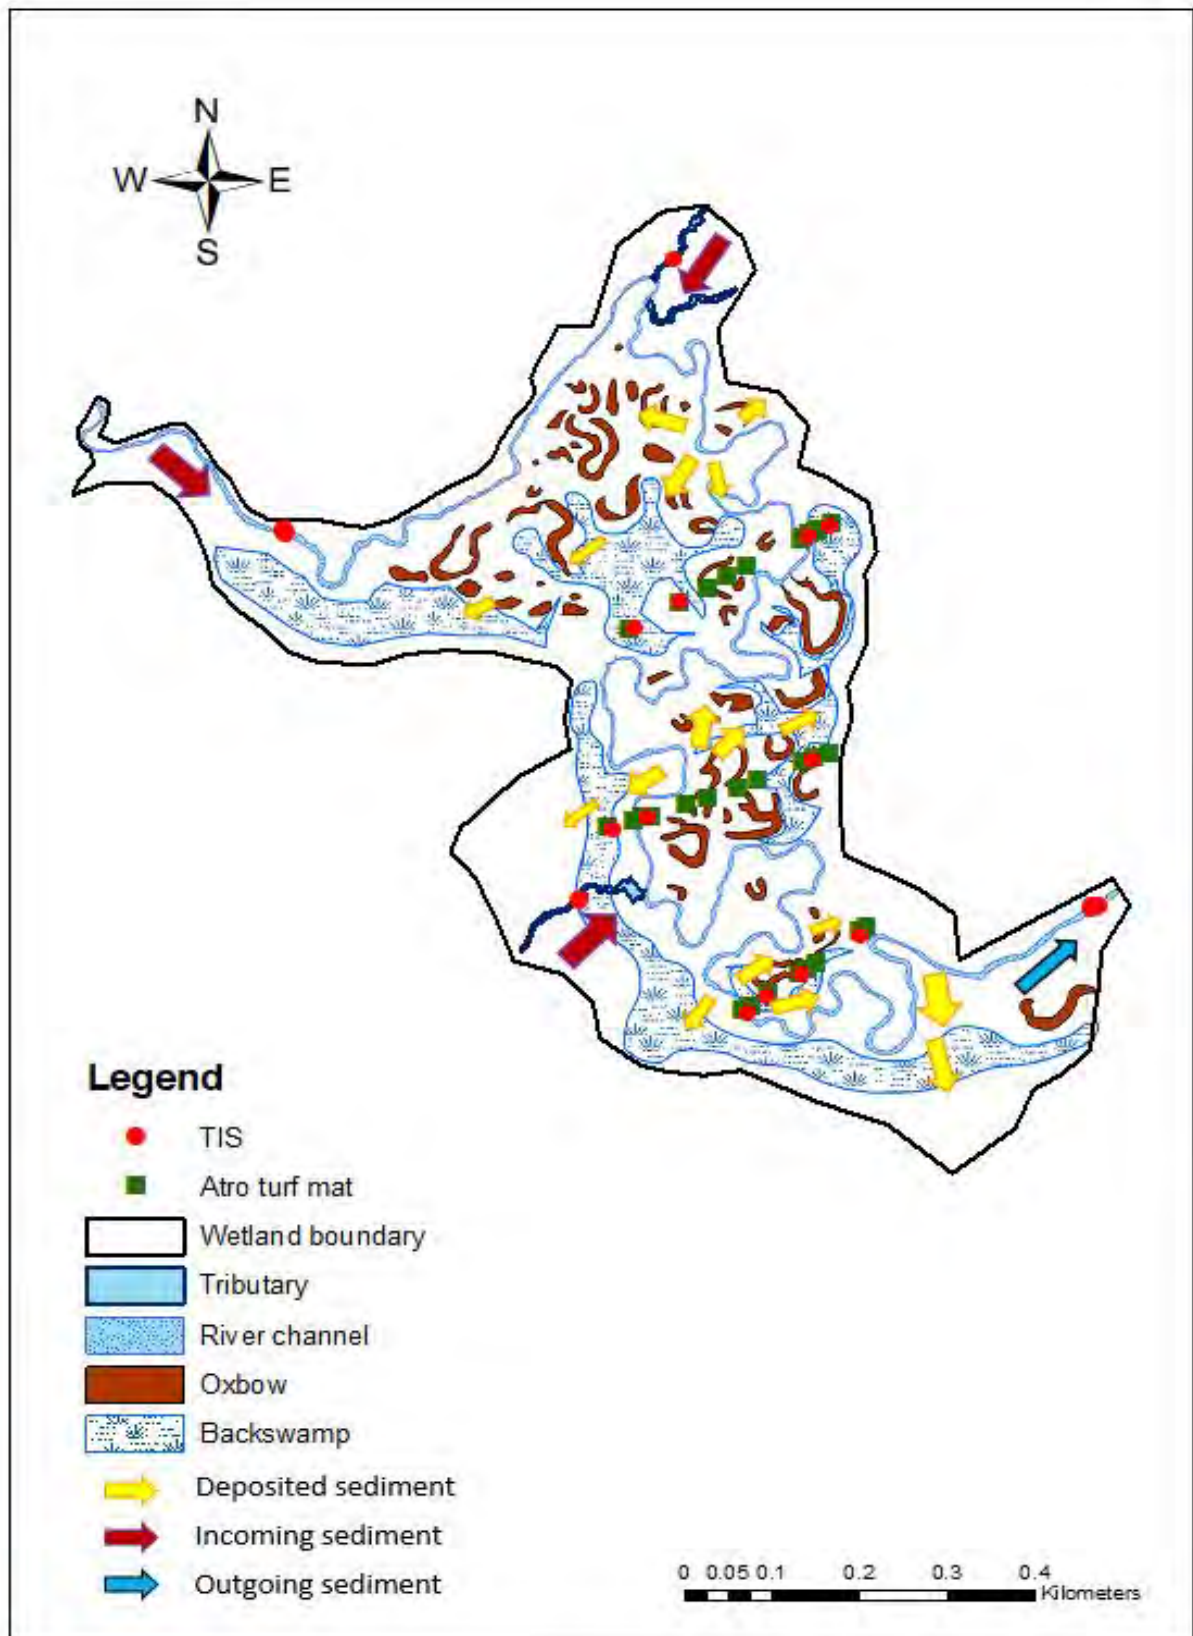 N
W E
S
Legend
TIS
Atro turf mat
Wetland boundary
Tributary
River channel
Oxbow
Backswamp
Deposited sediment
Incoming sediment
Outgoing sediment
0 0.05 0.1 0.2 0.3 0.4
Kilometers